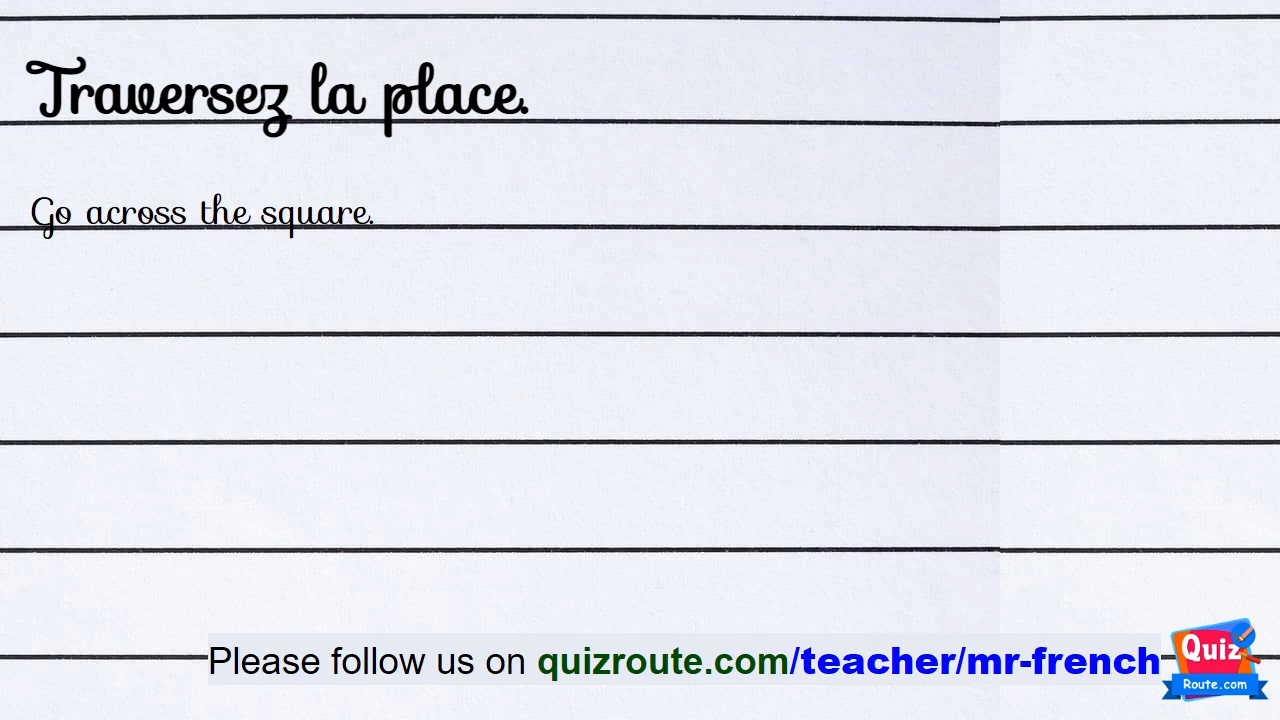 Traversez la place.
Go across the square.
Please follow us on quizroute.com/teacher/mr-french
Quiz
Route.com